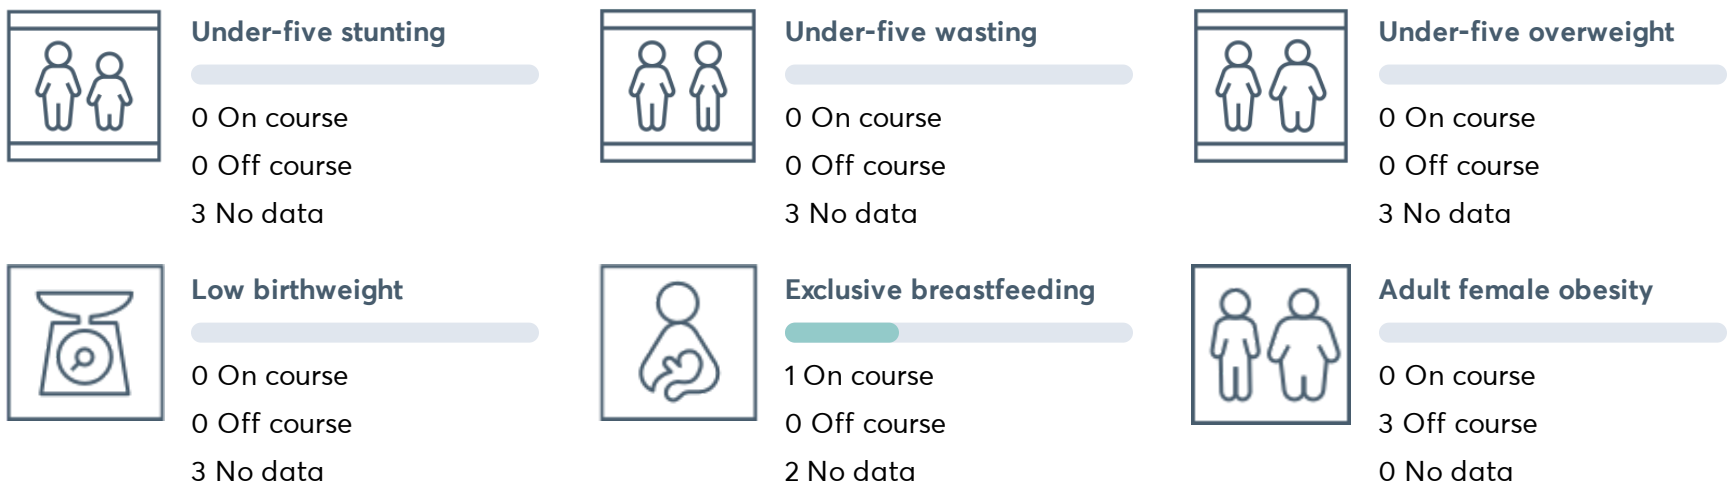 Under-five stunting
0 On course
0 Off course
3 No data
Under-five wasting
0 On course
0 Off course
3 No data
Under-five overweight
0 On course
0 Off course
3 No data
Low birthweight
0 On course
0 Off course
3 No data
Exclusive breastfeeding
1 On course
0 Off course
2 No data
Adult female obesity
0 On course
3 Off course
0 No data